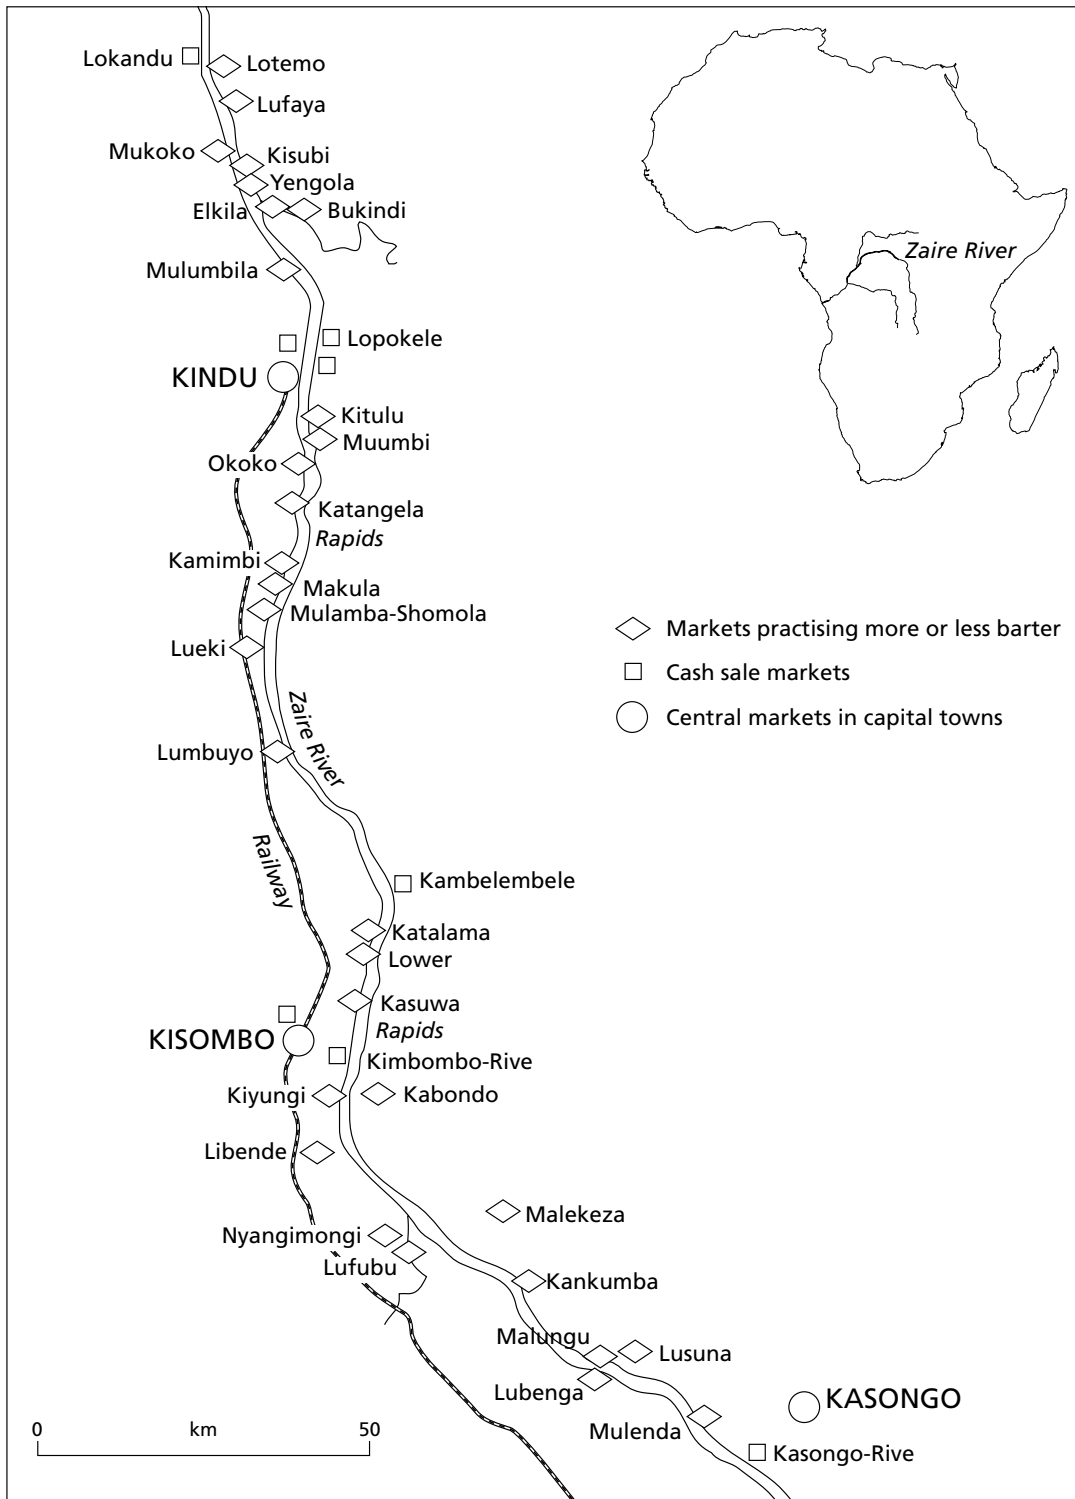 Lokandu
Lotemo
Lufaya
Mukoko
Kisubi
Yengola
Elkila
Bukindi
Mulumbila
Zaire River
Lopokele
KINDU
Kitulu
Muumbi
Okoko
Katangela
Rapids
Kamimbi
Makula
Mulamba-Shomola
Lueki
Markets practising more or less barter
Cash sale markets
Central markets in capital towns
Zaire River
Lumbuyo
Railway
Kambelembele
Katalama
Lower
Kasuwa
Rapids
KISOMBO
Kimbombo-Rive
Kiyungi
Kabondo
Libende
Malekeza
Nyangimongi
Lufubu
Kankumba
Malungu
Lusuna
Lubenga
KASONGO
Mulenda
Kasongo-Rive
0 km 50